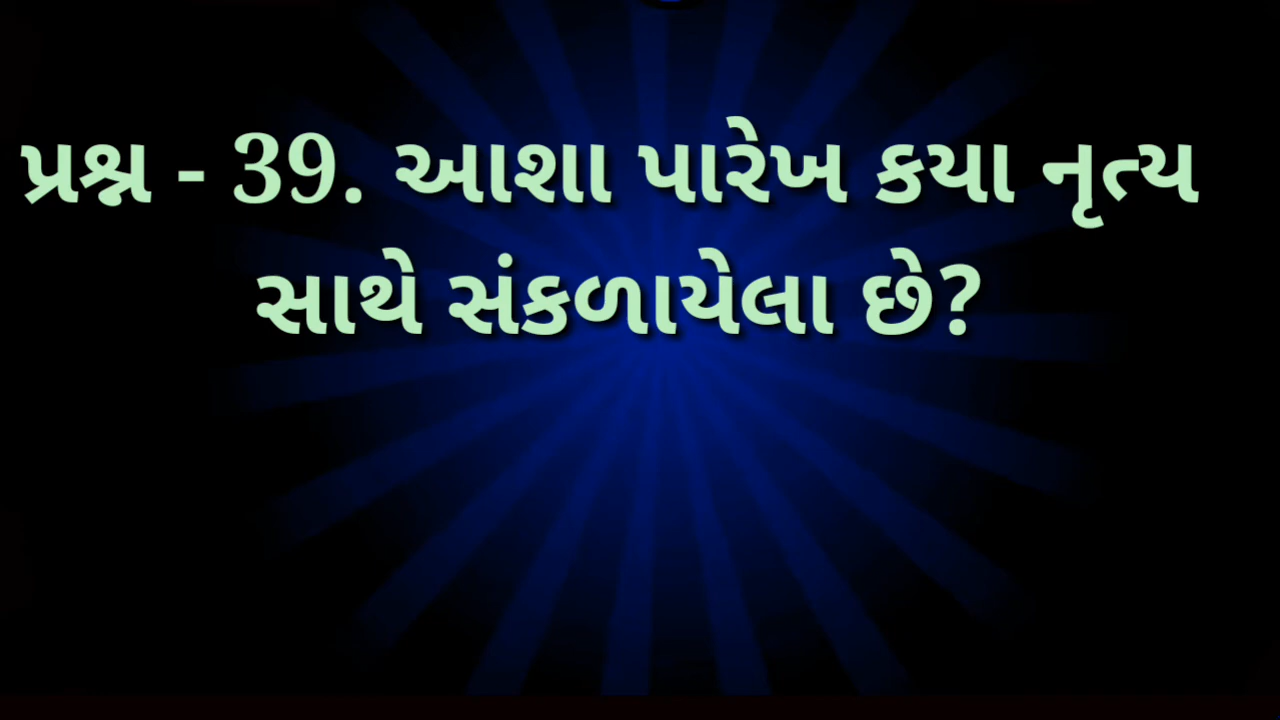 પ્રશ્ન - 39. આશા પારેખ કયા નૃત્ય
સાથે સંકળાયેલા છે?